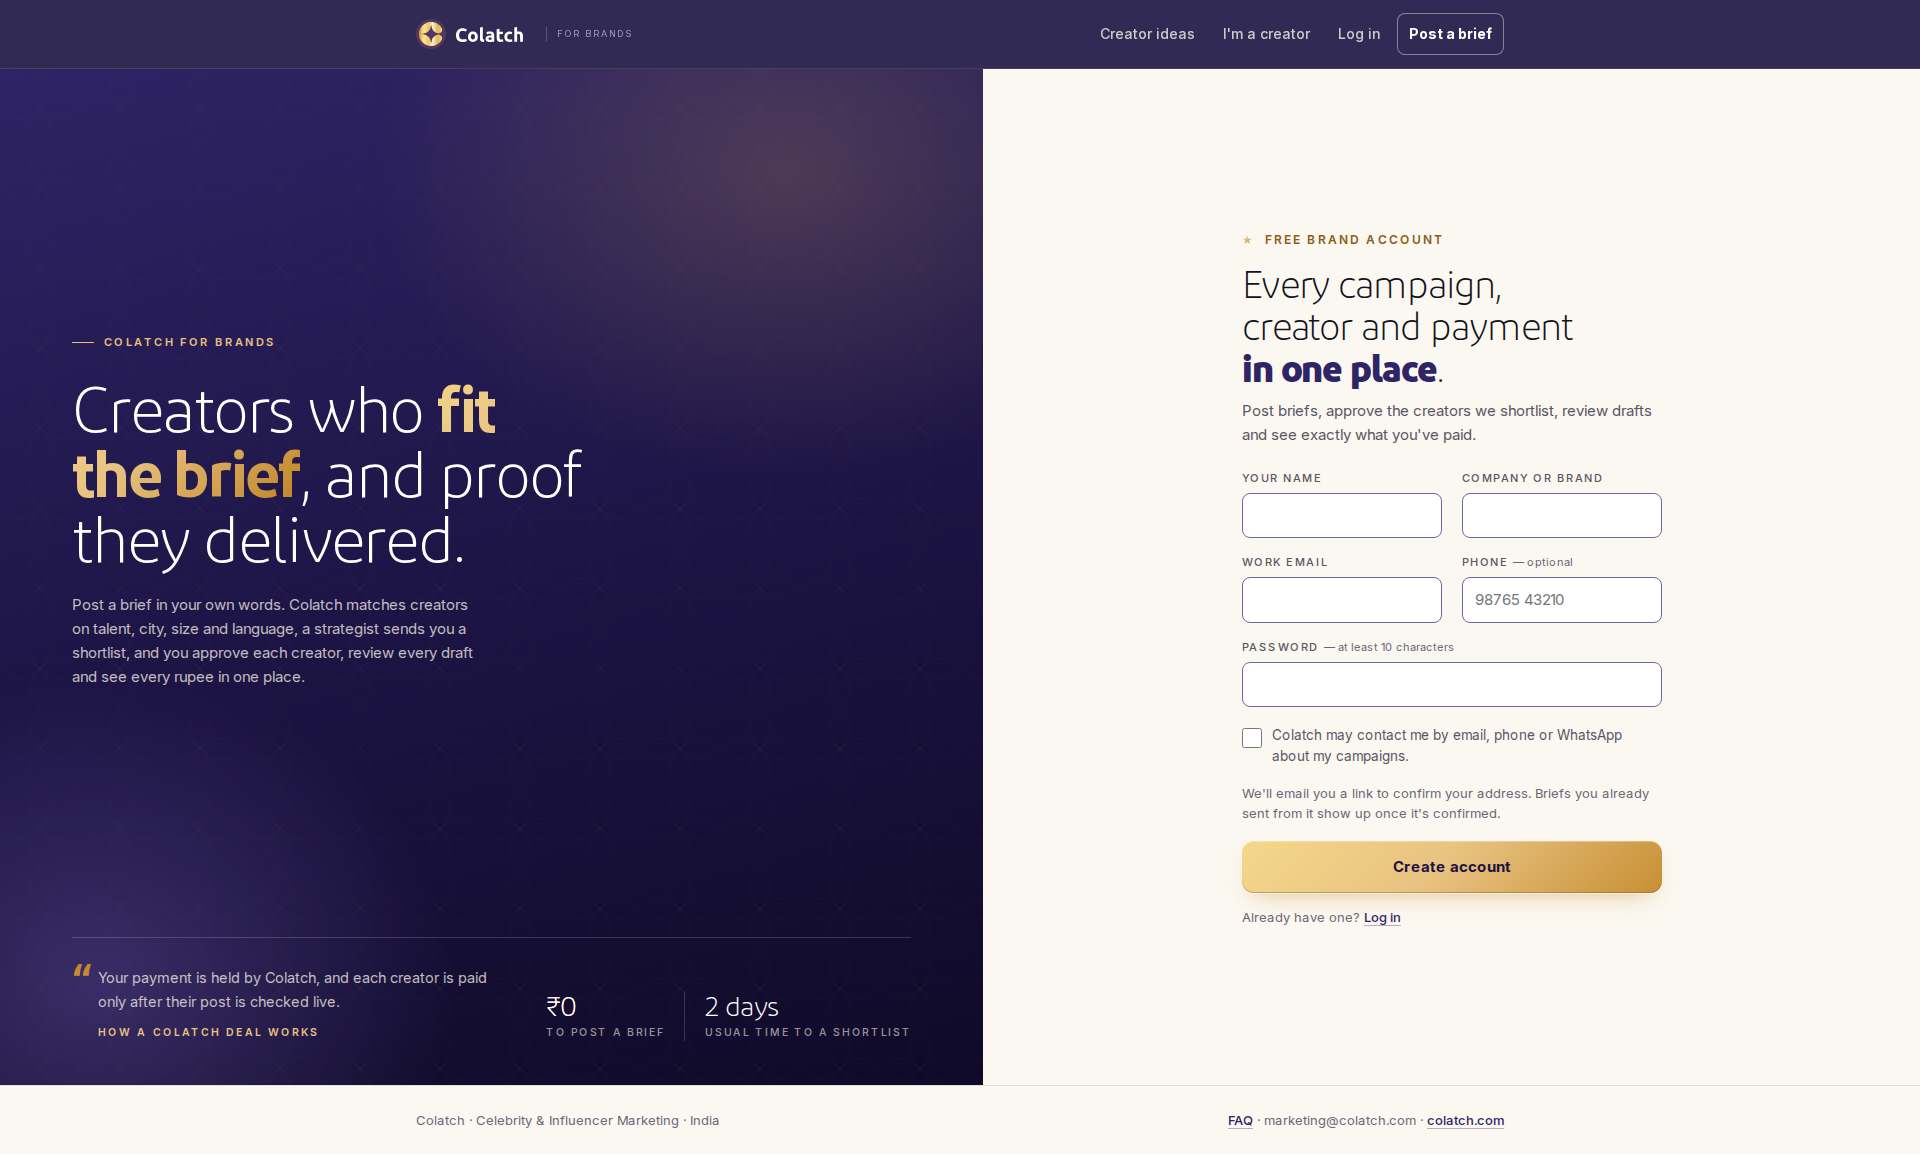 Colatch
FOR BRANDS
Creator ideas
I'm a creator
Log in
Post a brief
COLATCH FOR BRANDS
Creators who fit
the brief, and proof
they delivered.
Post a brief in your own words. Colatch matches creators
on talent, city, size and language, a strategist sends you a
shortlist, and you approve each creator, review every draft
and see every rupee in one place.
“ Your payment is held by Colatch, and each creator is paid
only after their post is checked live.
HOW A COLATCH DEAL WORKS
₹0
TO POST A BRIEF
2 days
USUAL TIME TO A SHORTLIST
★ FREE BRAND ACCOUNT
Every campaign,
creator and payment
in one place.
Post briefs, approve the creators we shortlist, review drafts
and see exactly what you've paid.
YOUR NAME
COMPANY OR BRAND
WORK EMAIL
PHONE — optional
98765 43210
PASSWORD — at least 10 characters
Colatch may contact me by email, phone or WhatsApp
about my campaigns.
We'll email you a link to confirm your address. Briefs you already
sent from it show up once it's confirmed.
Create account
Already have one? Log in
Colatch · Celebrity & Influencer Marketing · India
FAQ · marketing@colatch.com · colatch.com